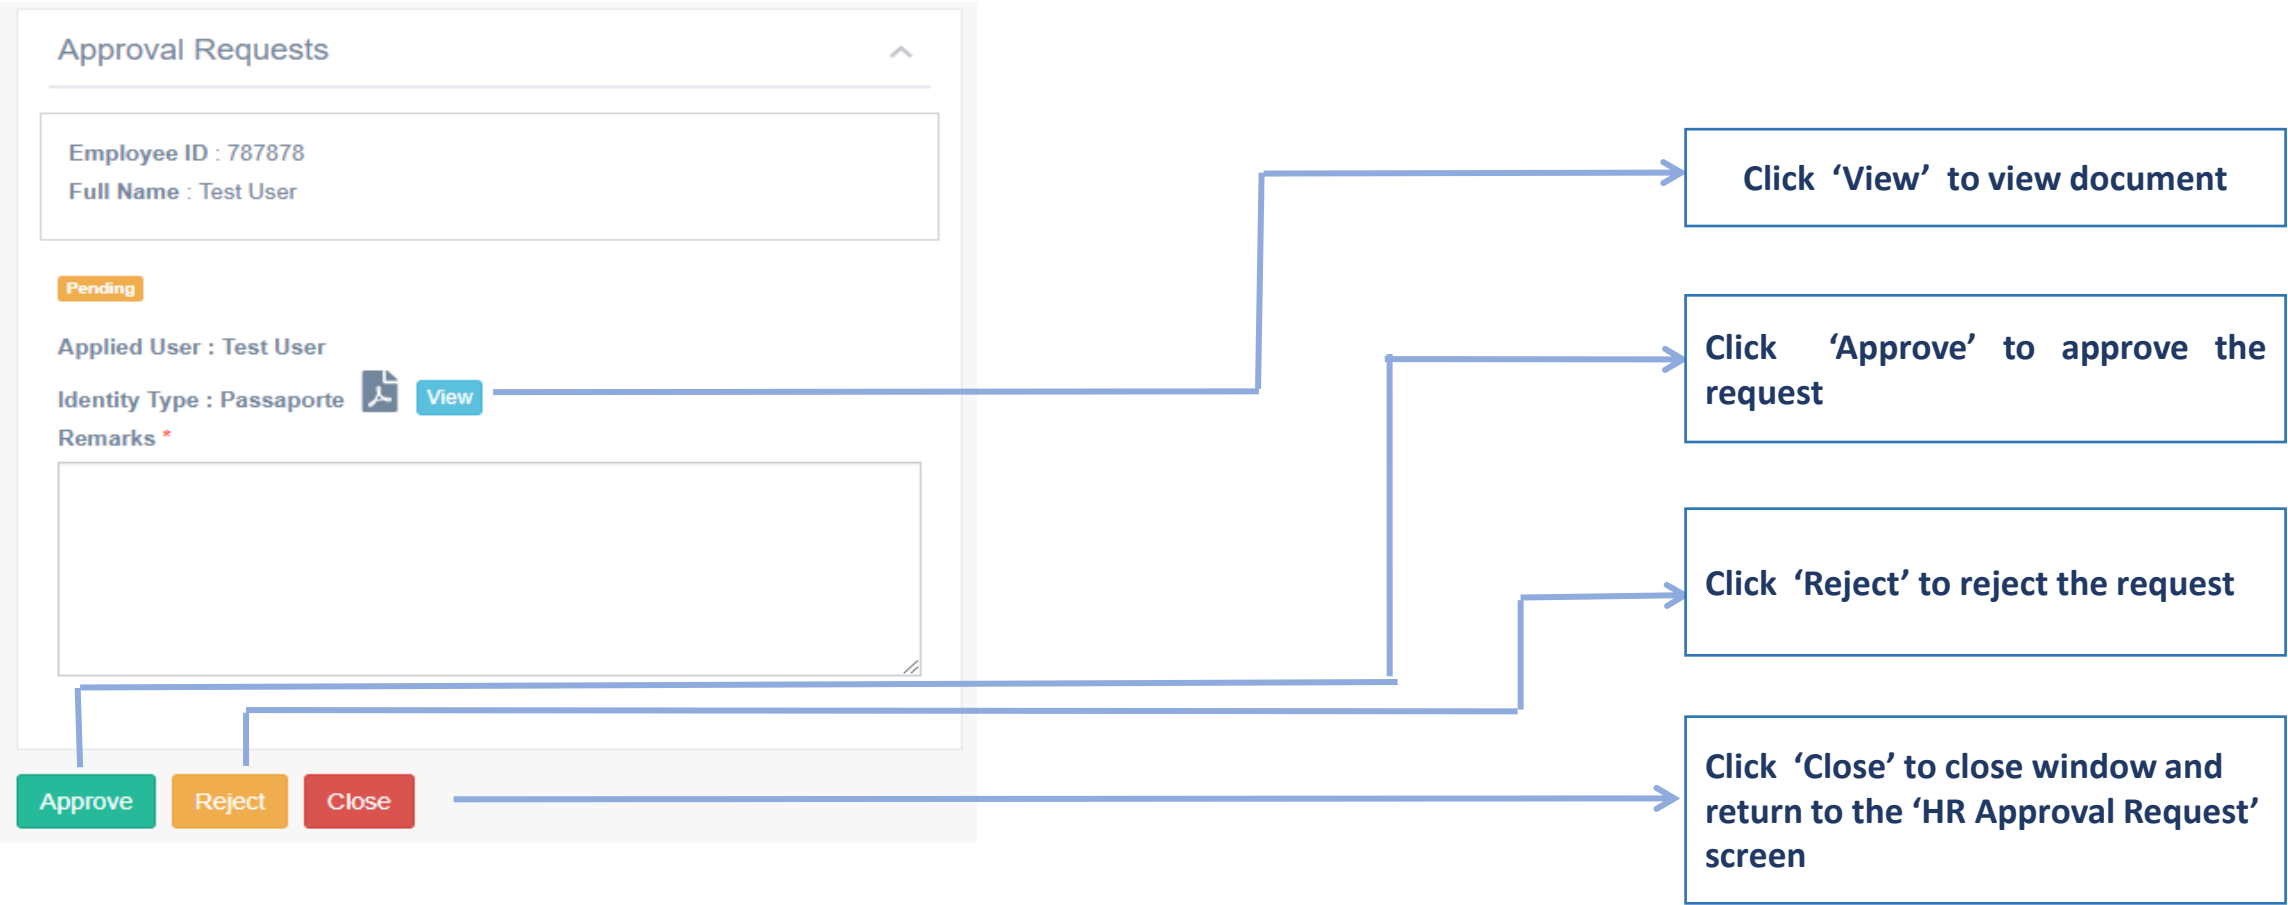 Approval Requests
Employee ID : 787878
Full Name : Test User
Pending
Applied User : Test User
Identity Type : Passaporte View
Remarks *
Approve Reject Close
Click ‘View’ to view document
Click ‘Approve’ to approve the
request
Click ‘Reject’ to reject the request
Click ‘Close’ to close window and
return to the ‘HR Approval Request’
screen